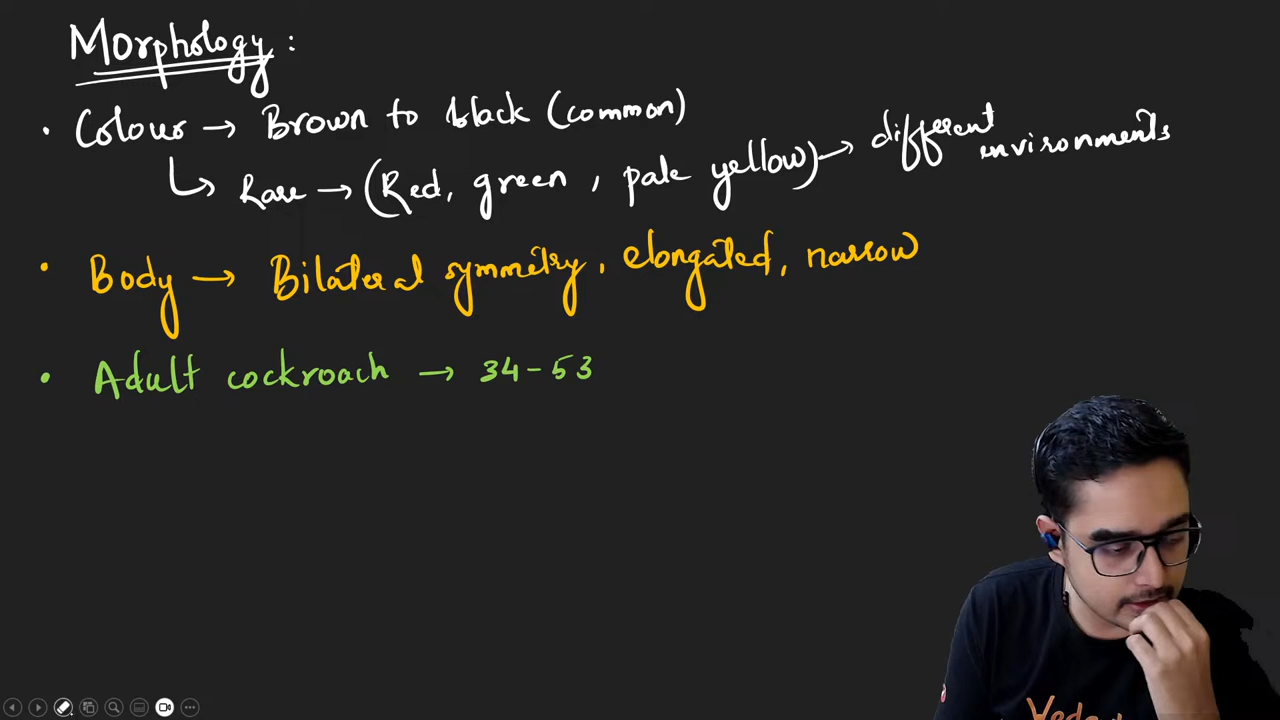 Morphology :
• Colour → Brown to black (common)
↳ Rare → (Red, green, pale yellow) → different environments
• Body → Bilateral symmetry, elongated, narrow
• Adult cockroach → 34-53